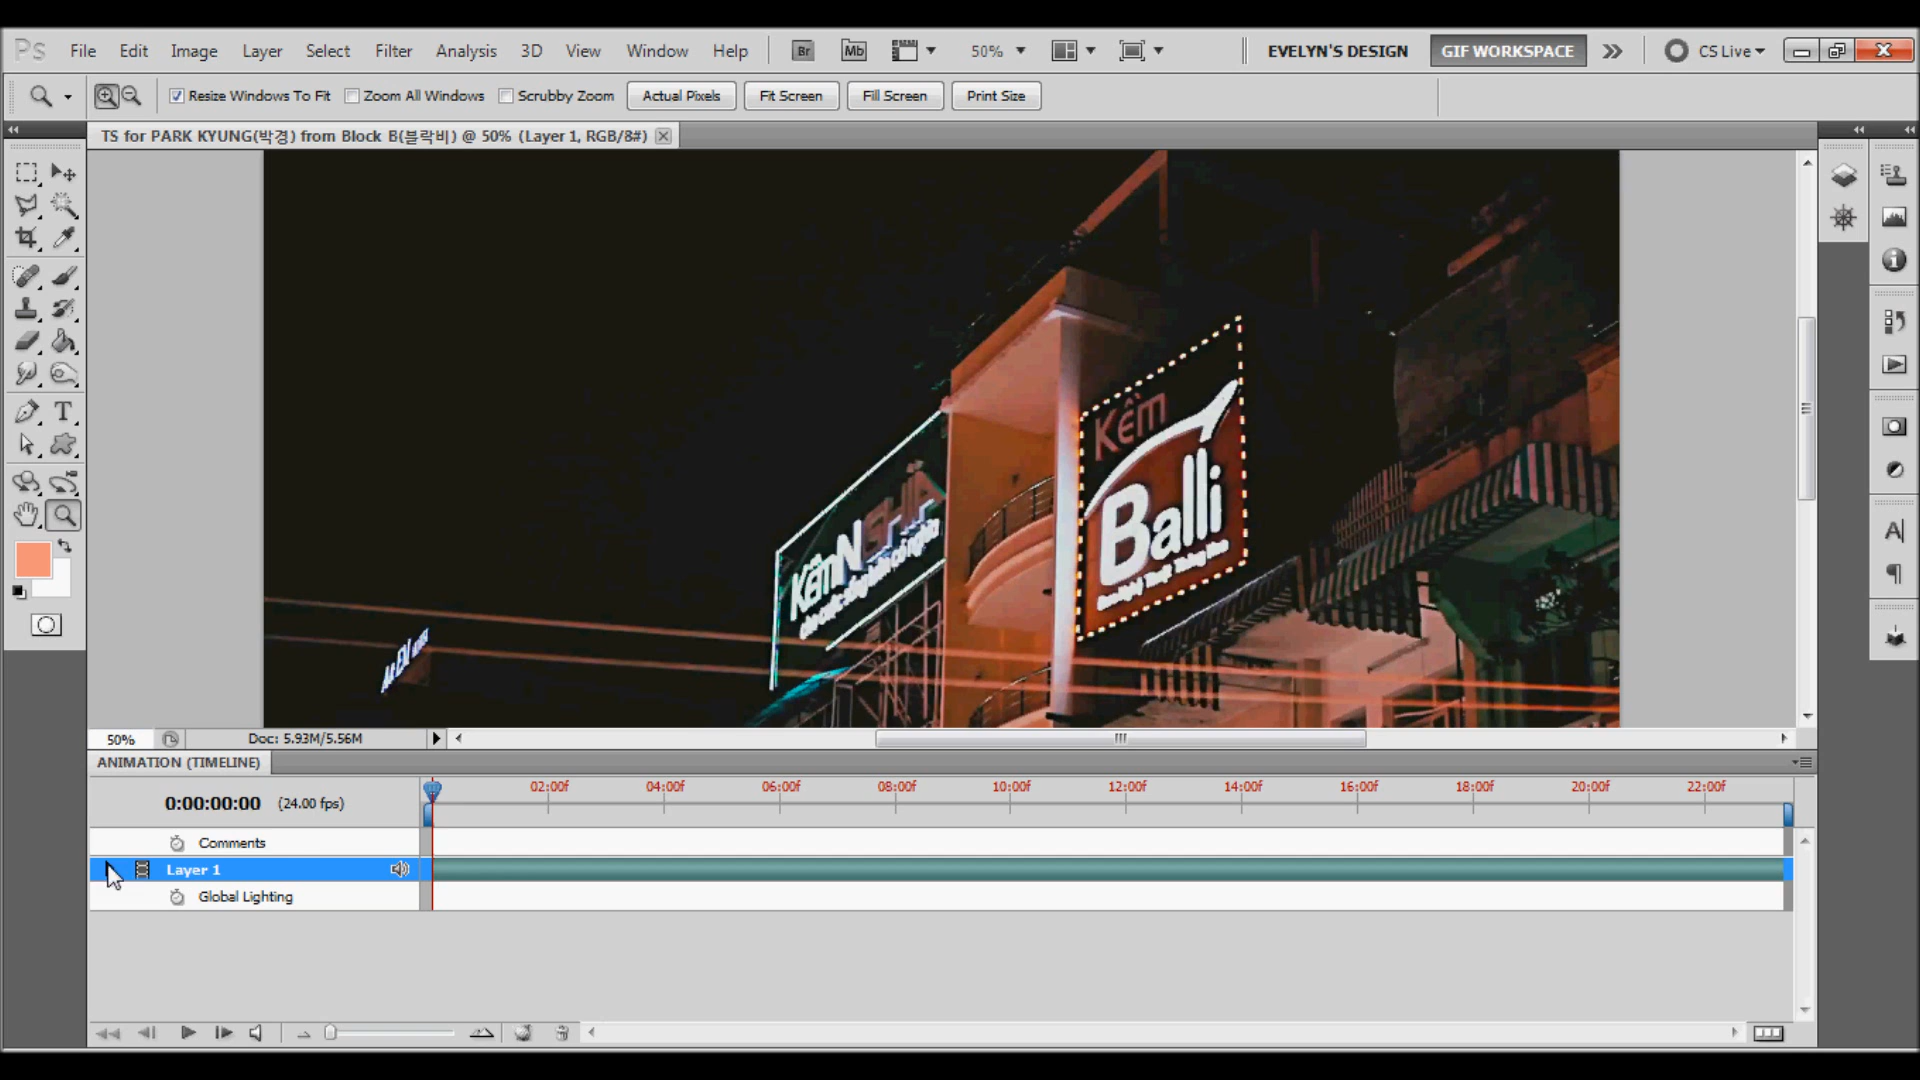 Ps File Edit Image Layer Select Filter Analysis 3D View Window Help Br Mb 50% EVELYN'S DESIGN GIF WORKSPACE CS Live
Resize Windows To Fit Zoom All Windows Scrubby Zoom Actual Pixels Fit Screen Fill Screen Print Size
TS for PARK KYUNG(박경) from Block B(블락비) @ 50% (Layer 1, RGB/8#)
Kềm
Balli
KềmNGHĨA
50% Doc: 5.93M/5.56M
ANIMATION (TIMELINE)
0:00:00:00 (24.00 fps) 02:00f 04:00f 06:00f 08:00f 10:00f 12:00f 14:00f 16:00f 18:00f 20:00f 22:00f
Comments
Layer 1
Global Lighting